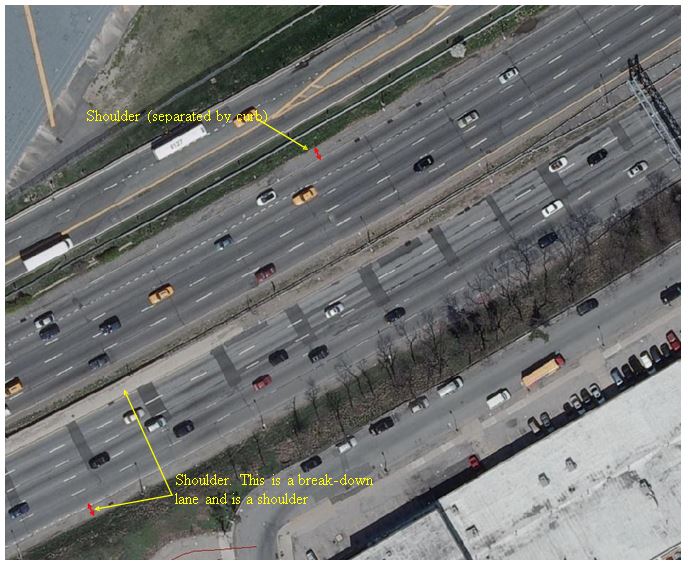 Shoulder (separated by curb)
Shoulder. This is a break-down
lane and is a shoulder